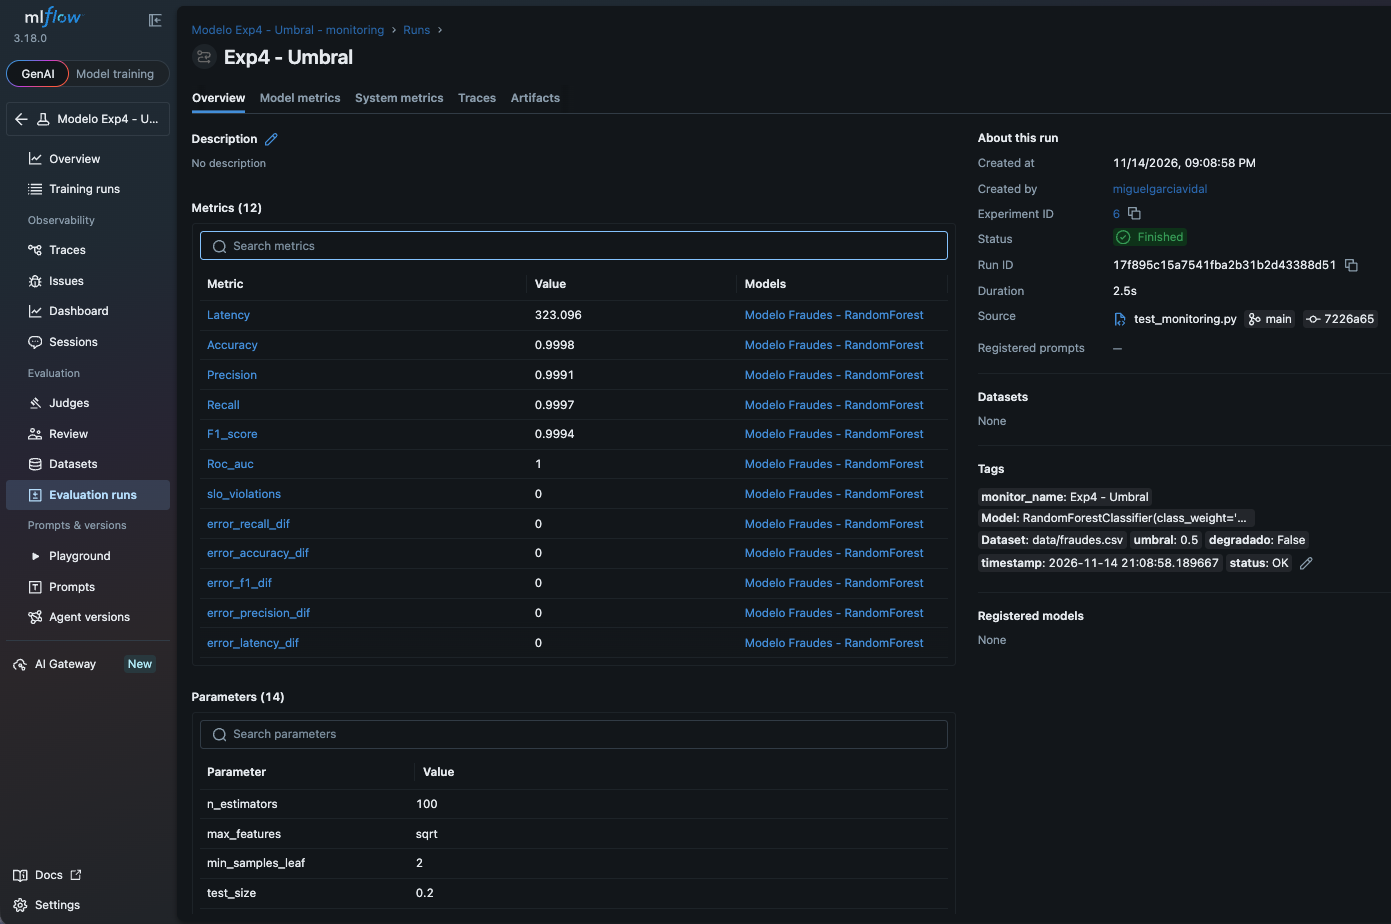 mlflow
3.18.0
GenAI
Model training
Modelo Exp4 - U...
Overview
Training runs
Observability
Traces
Issues
Dashboard
Sessions
Evaluation
Judges
Review
Datasets
Evaluation runs
Prompts & versions
Playground
Prompts
Agent versions
AI Gateway New
Docs
Settings
Modelo Exp4 - Umbral - monitoring > Runs >
Exp4 - Umbral
Overview Model metrics System metrics Traces Artifacts
Description
No description
Metrics (12)
Search metrics
Metric Value Models
Latency 323.096 Modelo Fraudes - RandomForest
Accuracy 0.9998 Modelo Fraudes - RandomForest
Precision 0.9991 Modelo Fraudes - RandomForest
Recall 0.9997 Modelo Fraudes - RandomForest
F1_score 0.9994 Modelo Fraudes - RandomForest
Roc_auc 1 Modelo Fraudes - RandomForest
slo_violations 0 Modelo Fraudes - RandomForest
error_recall_dif 0 Modelo Fraudes - RandomForest
error_accuracy_dif 0 Modelo Fraudes - RandomForest
error_f1_dif 0 Modelo Fraudes - RandomForest
error_precision_dif 0 Modelo Fraudes - RandomForest
error_latency_dif 0 Modelo Fraudes - RandomForest
Parameters (14)
Search parameters
Parameter Value
n_estimators 100
max_features sqrt
min_samples_leaf 2
test_size 0.2
About this run
Created at 11/14/2026, 09:08:58 PM
Created by miguelgarciavidal
Experiment ID 6
Status Finished
Run ID 17f895c15a7541fba2b31b2d43388d51
Duration 2.5s
Source test_monitoring.py main 7226a65
Registered prompts —
Datasets
None
Tags
monitor_name: Exp4 - Umbral
Model: RandomForestClassifier(class_weight='...
Dataset: data/fraudes.csv umbral: 0.5 degradado: False
timestamp: 2026-11-14 21:08:58.189667 status: OK
Registered models
None